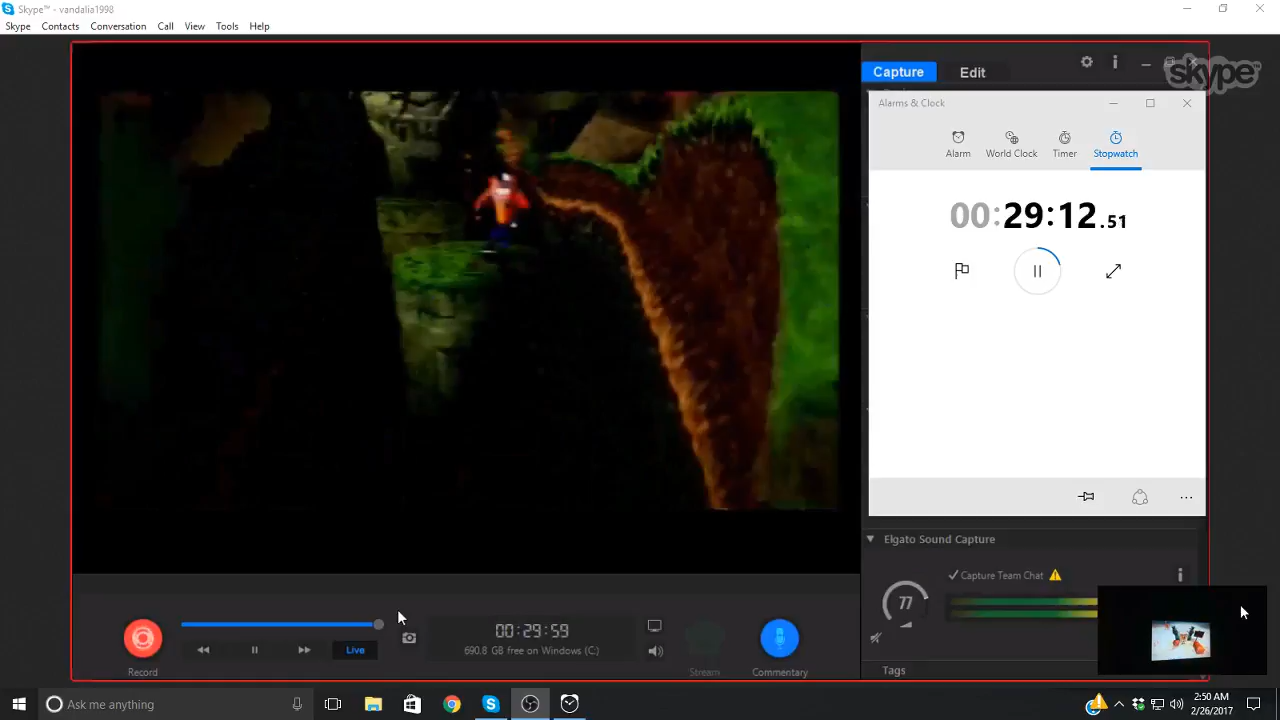 Skype™ - vandalia1998
Skype Contacts Conversation Call View Tools Help
Capture Edit
skype™
Alarms & Clock
Alarm World Clock Timer Stopwatch
00:29:12.51
Elgato Sound Capture
Capture Team Chat
77
00:29:59
690.8 GB free on Windows (C:)
Live
Record
Stream
Commentary
Tags
Ask me anything
2:50 AM
2/26/2017